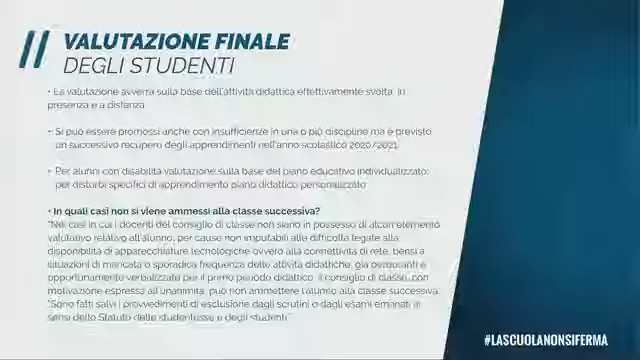 VALUTAZIONE FINALE
DEGLI STUDENTI
• La valutazione avverrà sulla base dell'attività didattica effettivamente svolta, in
presenza e a distanza
• Si può essere promossi anche con insufficienze in una o più discipline ma è previsto
un successivo recupero degli apprendimenti nell'anno scolastico 2020/2021
• Per alunni con disabilità valutazione sulla base del piano educativo individualizzato;
per disturbi specifici di apprendimento piano didattico personalizzato
• In quali casi non si viene ammessi alla classe successiva?
"Nei casi in cui i docenti del consiglio di classe non siano in possesso di alcun elemento
valutativo relativo all'alunno, per cause non imputabili alle difficoltà legate alla
disponibilità di apparecchiature tecnologiche ovvero alla connettività di rete, bensì a
situazioni di mancata o sporadica frequenza delle attività didattiche, già perduranti e
opportunamente verbalizzate per il primo periodo didattico, il consiglio di classe, con
motivazione espressa all'unanimità, può non ammettere l'alunno alla classe successiva.
"Sono fatti salvi i provvedimenti di esclusione dagli scrutini o dagli esami emanati ai
sensi dello Statuto delle studentesse e degli studenti".
#LASCUOLANONSIFERMA